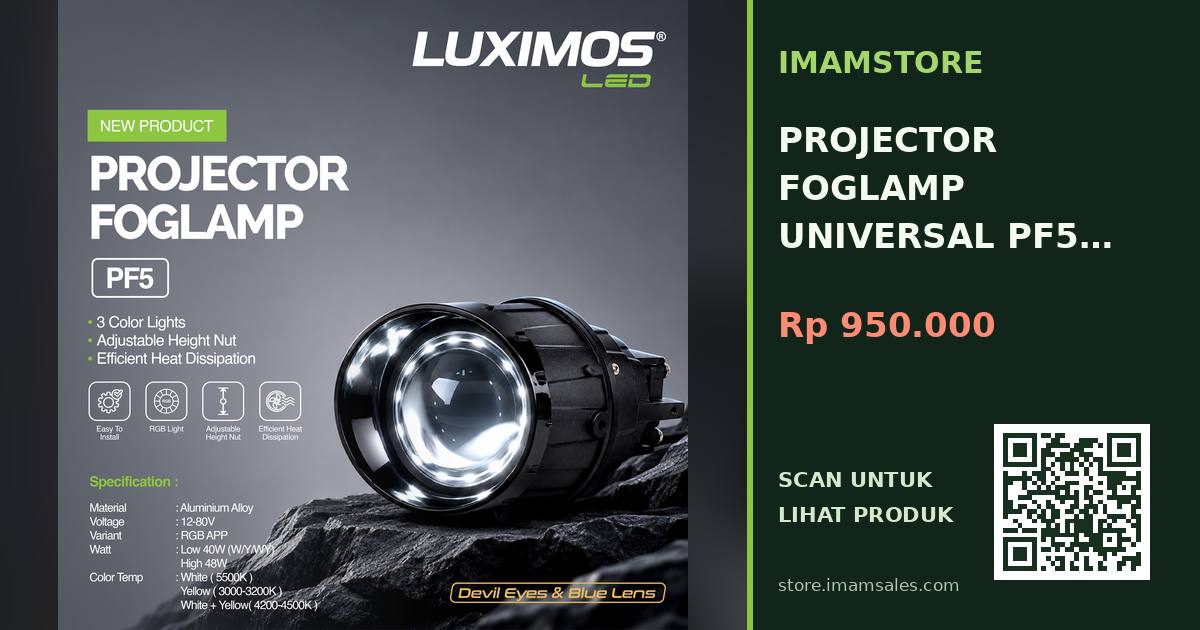 LUXIMOS®
LED
NEW PRODUCT
PROJECTOR
FOGLAMP
PF5
• 3 Color Lights
• Adjustable Height Nut
• Efficient Heat Dissipation
RGB
Easy To
Install
RGB Light
Adjustable
Height Nut
Efficient Heat
Dissipation
Specification :
Material : Aluminium Alloy
Voltage : 12-80V
Variant : RGB APP
Watt : Low 40W (W/Y/WY)
High 48W
Color Temp : White ( 5500K )
Yellow ( 3000-3200K )
White + Yellow( 4200-4500K )
Devil Eyes & Blue Lens
IMAMSTORE
PROJECTOR
FOGLAMP
UNIVERSAL PF5...
Rp 950.000
SCAN UNTUK
LIHAT PRODUK
store.imamsales.com